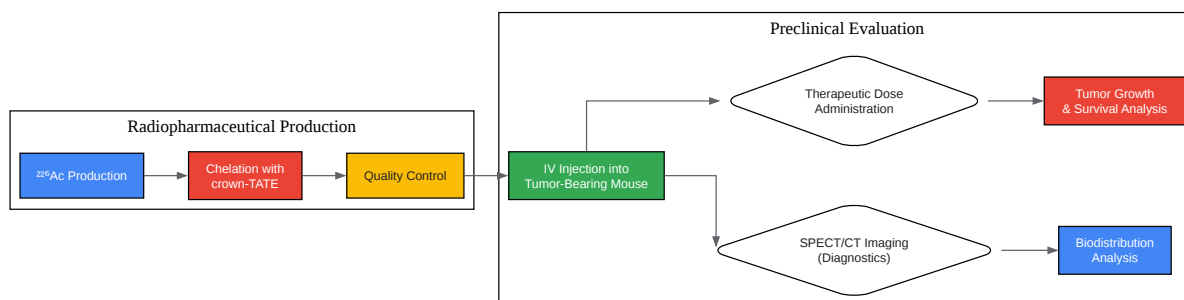 Preclinical Evaluation
Therapeutic Dose
Administration
Tumor Growth
& Survival Analysis
Radiopharmaceutical Production
²²⁶Ac Production
Chelation with
crown-TATE
Quality Control
IV Injection into
Tumor-Bearing Mouse
SPECT/CT Imaging
(Diagnostics)
Biodistribution
Analysis